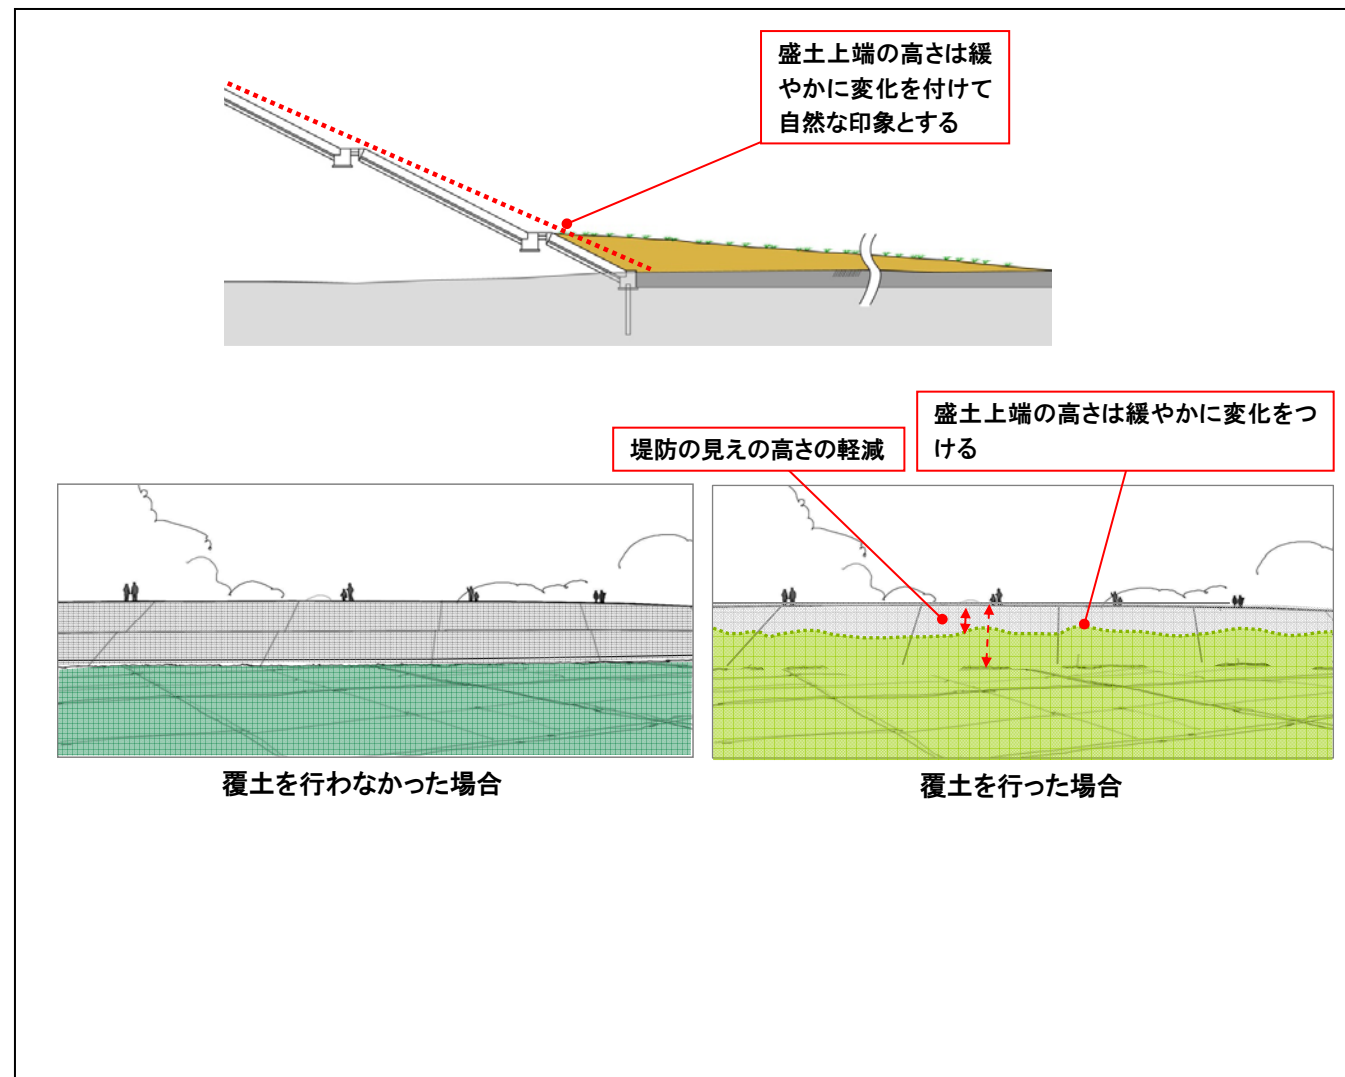 盛土上端の高さは緩
やかに変化を付けて
自然な印象とする
盛土上端の高さは緩やかに変化をつ
ける
堤防の見えの高さの軽減
覆土を行わなかった場合
覆土を行った場合